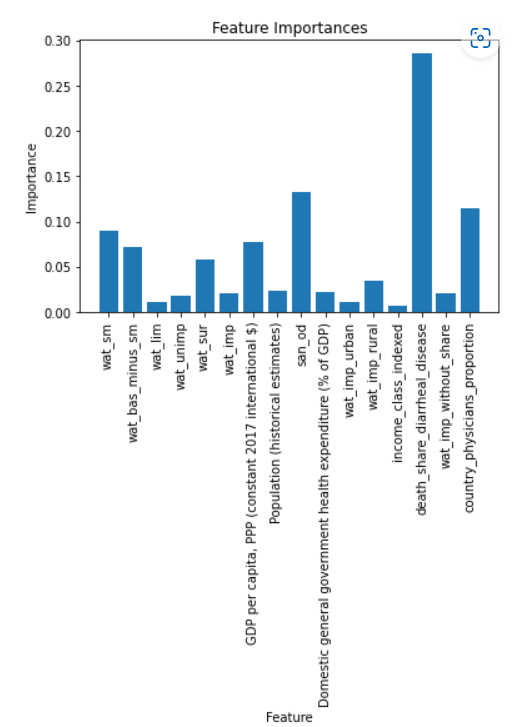 Feature Importances
Importance
0.30
0.25
0.20
0.15
0.10
0.05
0.00
wat_sm
wat_bas_minus_sm
wat_lim
wat_unimp
wat_sur
wat_imp
GDP per capita, PPP (constant 2017 international $)
Population (historical estimates)
san_od
Domestic general government health expenditure (% of GDP)
wat_imp_urban
wat_imp_rural
income_class_indexed
death_share_diarrheal_disease
wat_imp_without_share
country_physicians_proportion
Feature